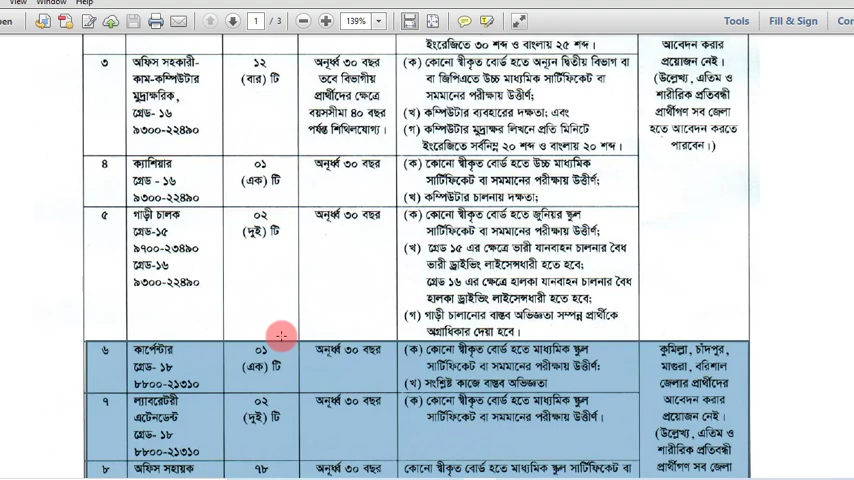 View Window Help
pen
1 / 3
139%
Tools Fill & Sign Con
ইংরেজিতে ৩০ শব্দ ও বাংলায় ২৫ শব্দ।
আবেদন করার
প্রয়োজন নেই।
(উল্লেখ্য, এতিম ও
শারীরিক প্রতিবন্ধী
প্রার্থীগণ সব জেলা
হতে আবেদন করতে
পারবেন।)
৩
অফিস সহকারী-
কাম-কম্পিউটার
মুদ্রাক্ষরিক,
গ্রেড- ১৬
৯৩০০-২২৪৯০
১২
(বার) টি
অনূর্ধ্ব ৩০ বছর
তবে বিভাগীয়
প্রার্থীদের ক্ষেত্রে
বয়সসীমা ৪০ বছর
পর্যন্ত শিথিলযোগ্য।
(ক) কোনো স্বীকৃত বোর্ড হতে অন্যূন দ্বিতীয় বিভাগ বা
বা জিপিএতে উচ্চ মাধ্যমিক সার্টিফিকেট বা
সমমানের পরীক্ষায় উত্তীর্ণ;
(খ) কম্পিউটার ব্যবহারের দক্ষতা; এবং
(গ) কম্পিউটার মুদ্রাক্ষর লিখনে প্রতি মিনিটে
ইংরেজিতে সর্বনিম্ন ২০ শব্দ ও বাংলায় ২০ শব্দ।
৪
ক্যাশিয়ার
গ্রেড - ১৬
৯৩০০-২২৪৯০
০১
(এক) টি
অনূর্ধ্ব ৩০ বছর
(ক) কোনো স্বীকৃত বোর্ড হতে উচ্চ মাধ্যমিক
সার্টিফিকেট বা সমমানের পরীক্ষায় উত্তীর্ণ;
(খ) কম্পিউটার চালনায় দক্ষতা;
৫
গাড়ী চালক
গ্রেড-১৫
৯৭০০-২৩৪৯০
গ্রেড-১৬
৯৩০০-২২৪৯০
০২
(দুই) টি
অনূর্ধ্ব ৩০ বছর
(ক) কোনো স্বীকৃত বোর্ড হতে জুনিয়র স্কুল
সার্টিফিকেট বা সমমানের পরীক্ষায় উত্তীর্ণ;
(খ) গ্রেড ১৫ এর ক্ষেত্রে ভারী যানবাহন চালনার বৈধ
ভারী ড্রাইভিং লাইসেন্সধারী হতে হবে;
গ্রেড ১৬ এর ক্ষেত্রে হালকা যানবাহন চালনার বৈধ
হালকা ড্রাইভিং লাইসেন্সধারী হতে হবে;
(গ) গাড়ী চালানোর বাস্তব অভিজ্ঞতা সম্পন্ন প্রার্থীকে
অগ্রাধিকার দেয়া হবে।
৬
কার্পেন্টার
গ্রেড- ১৮
৮৮০০-২১৩১০
০১
(এক) টি
অনূর্ধ্ব ৩০ বছর
(ক) কোনো স্বীকৃত বোর্ড হতে মাধ্যমিক স্কুল
সার্টিফিকেট বা সমমানের পরীক্ষায় উত্তীর্ণ;
(খ) সংশ্লিষ্ট কাজে বাস্তব অভিজ্ঞতা
কুমিল্লা, চাঁদপুর,
মাগুরা, বরিশাল
জেলার প্রার্থীদের
আবেদন করার
প্রয়োজন নেই।
(উল্লেখ্য, এতিম ও
শারীরিক প্রতিবন্ধী
প্রার্থীগণ সব জেলা
৭
ল্যাবরেটরী
এটেনডেন্ট
গ্রেড- ১৮
৮৮০০-২১৩১০
০২
(দুই) টি
অনূর্ধ্ব ৩০ বছর
(ক) কোনো স্বীকৃত বোর্ড হতে মাধ্যমিক স্কুল
সার্টিফিকেট বা সমমানের পরীক্ষায় উত্তীর্ণ।
৮
অফিস সহায়ক
৭৮
অনূর্ধ্ব ৩০ বছর
কোনো স্বীকৃত বোর্ড হতে মাধ্যমিক স্কুল সার্টিফিকেট বা